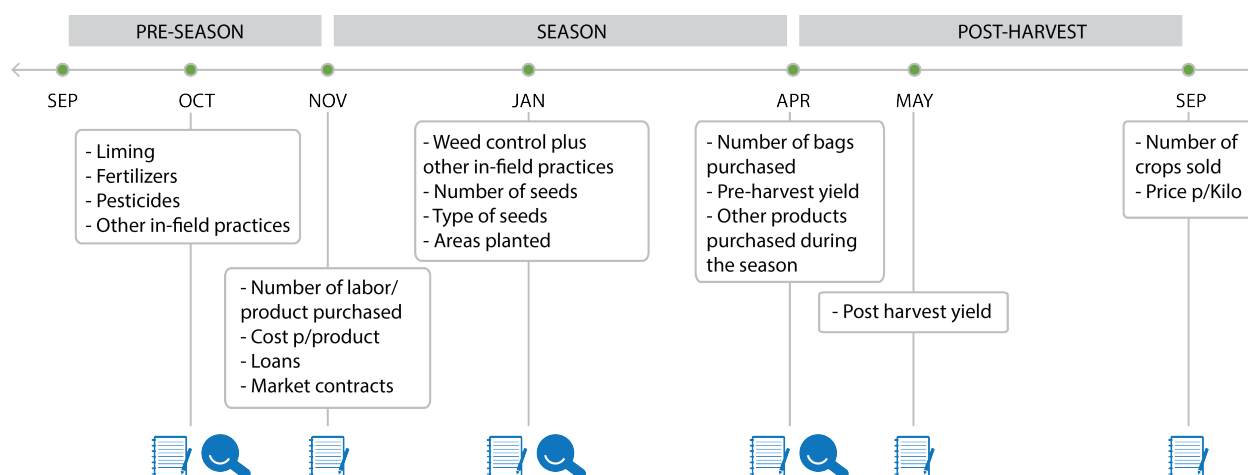 PRE-SEASON
SEASON
POST-HARVEST
SEP
OCT
NOV
JAN
APR
MAY
SEP
- Liming
- Fertilizers
- Pesticides
- Other in-field practices
- Number of labor/
product purchased
- Cost p/product
- Loans
- Market contracts
- Weed control plus
other in-field practices
- Number of seeds
- Type of seeds
- Areas planted
- Number of bags
purchased
- Pre-harvest yield
- Other products
purchased during
the season
- Post harvest yield
- Number of
crops sold
- Price p/Kilo